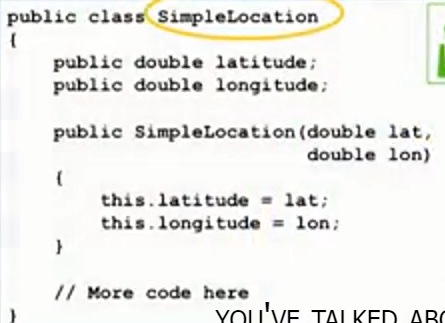 public class SimpleLocation
{
    public double latitude;
    public double longitude;
    public SimpleLocation(double lat,
                          double lon)
    {
        this.latitude = lat;
        this.longitude = lon;
    }
    // More code here
}
YOU'VE TALKED ABO